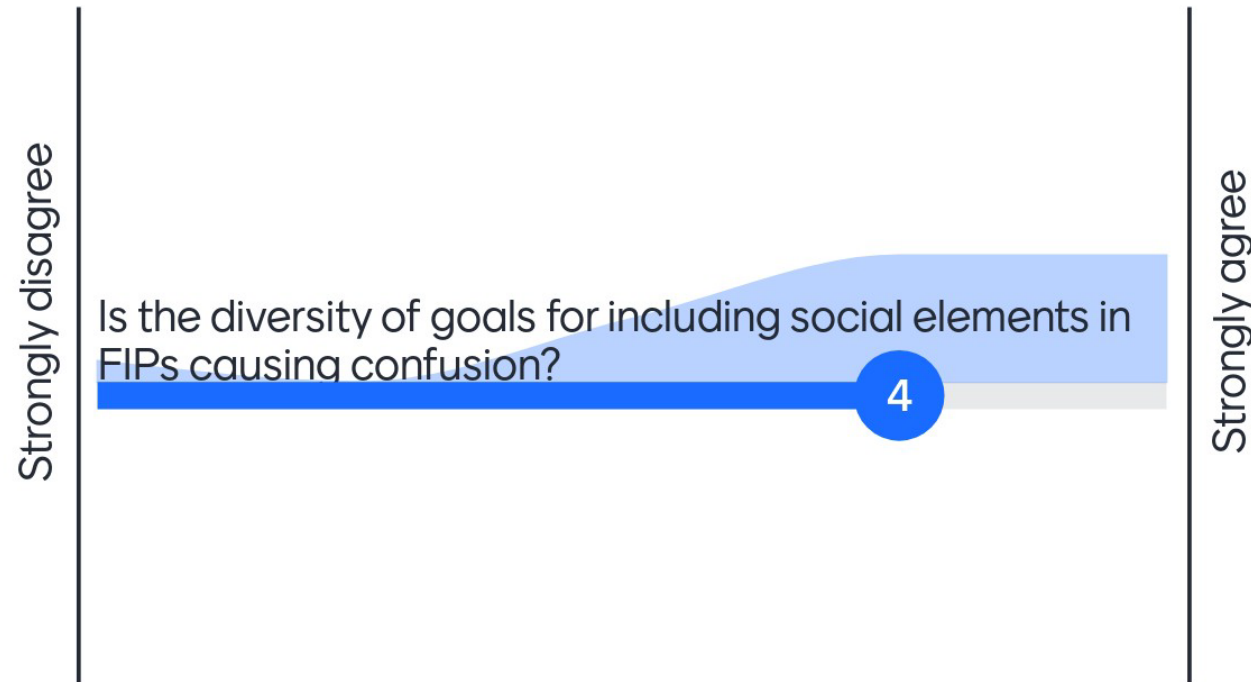 Strongly disagree
Is the diversity of goals for including social elements in
FIPs causing confusion?
4
Strongly agree